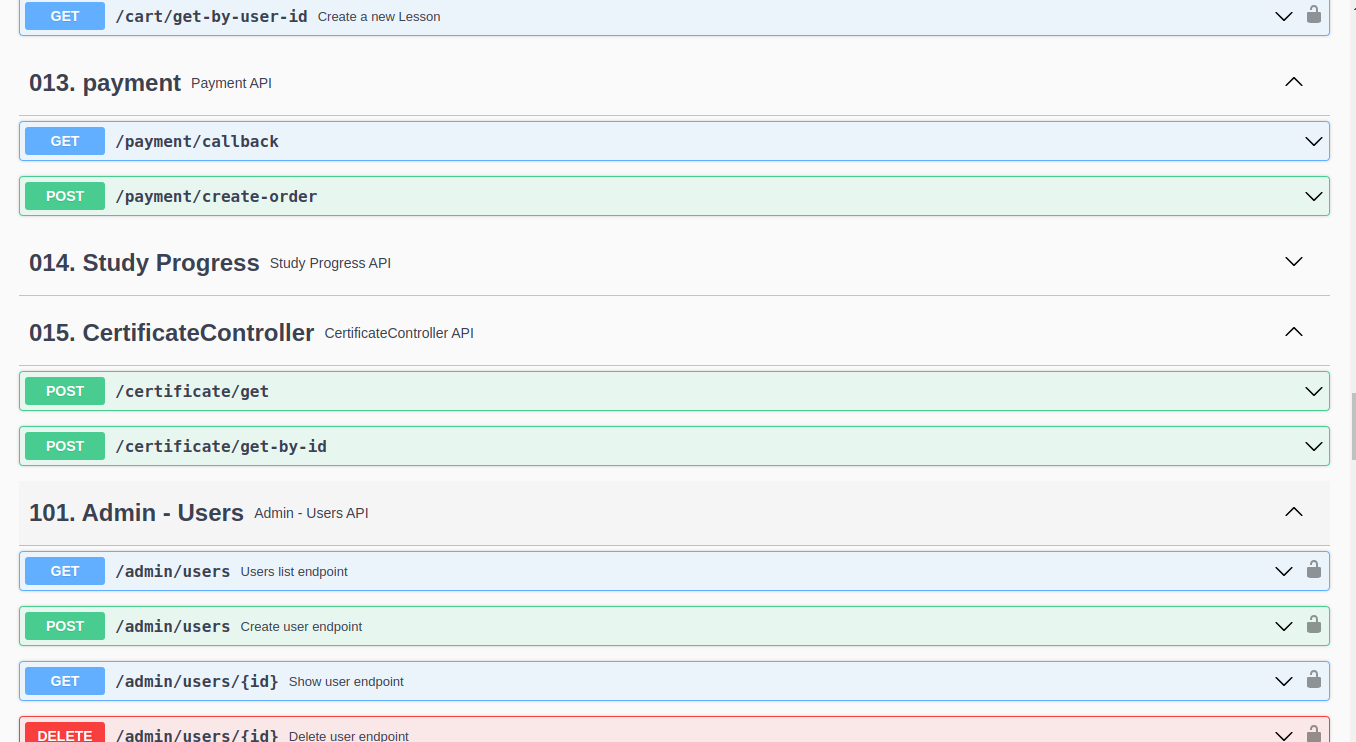 GET /cart/get-by-user-id Create a new Lesson
013. payment Payment API
GET /payment/callback
POST /payment/create-order
014. Study Progress Study Progress API
015. CertificateController CertificateController API
POST /certificate/get
POST /certificate/get-by-id
101. Admin - Users Admin - Users API
GET /admin/users Users list endpoint
POST /admin/users Create user endpoint
GET /admin/users/{id} Show user endpoint
DELETE /admin/users/{id} Delete user endpoint